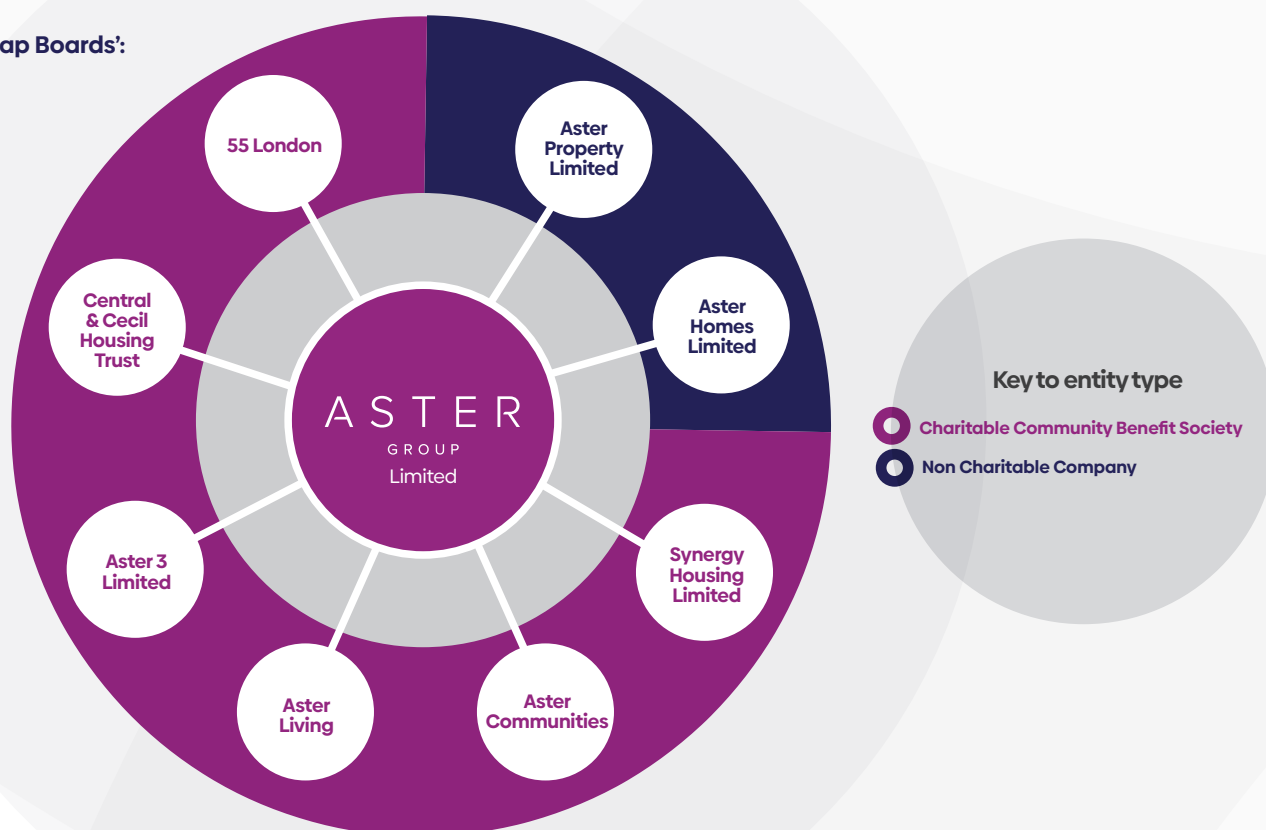 Boards’:
55 London
Aster
Property
Limited
Central
& Cecil
Housing
Trust
Aster
Homes
Limited
ASTER
GROUP
Limited
Key to entity type
Charitable Community Benefit Society
Non Charitable Company
Aster 3
Limited
Synergy
Housing
Limited
Aster
Living
Aster
Communities